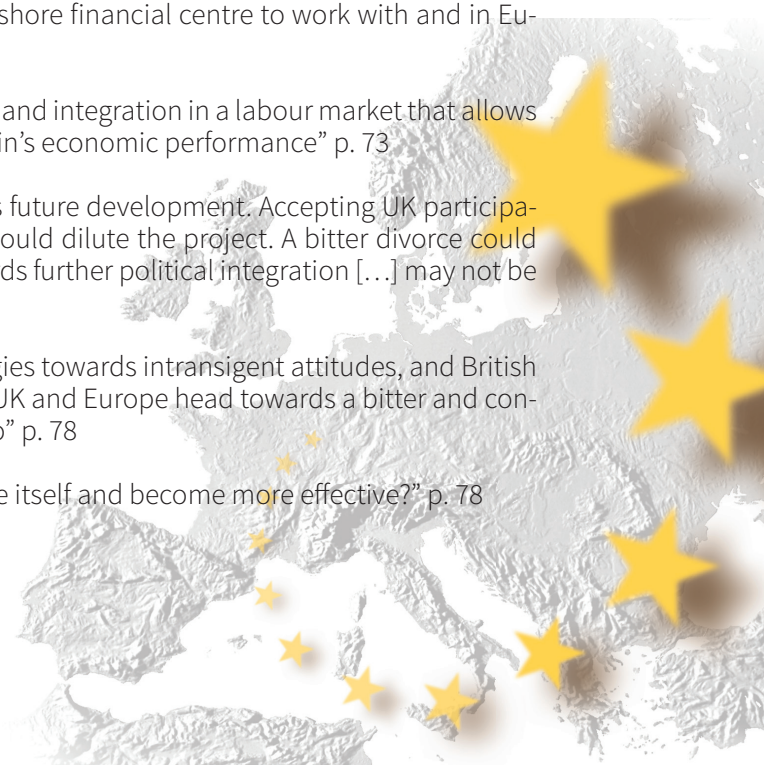 shore financial centre to work with and in Eu-
and integration in a labour market that allows
in’s economic performance” p. 73
s future development. Accepting UK participa-
ould dilute the project. A bitter divorce could
ds further political integration […] may not be
gies towards intransigent attitudes, and British
UK and Europe head towards a bitter and con-
o” p. 78
e itself and become more effective?” p. 78